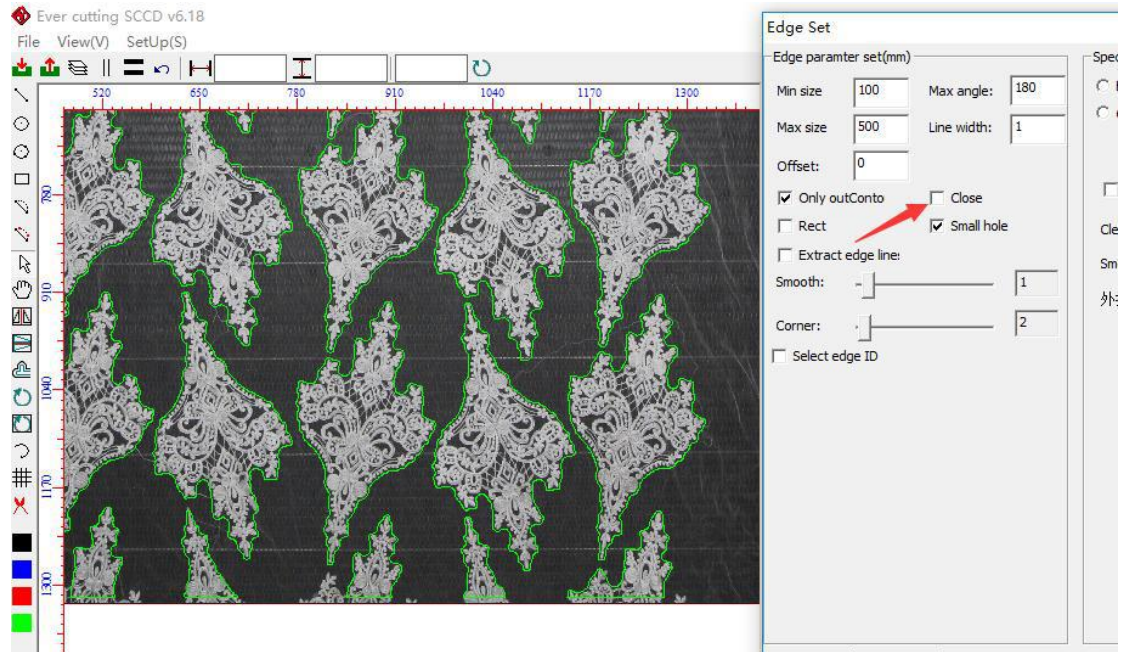 Ever cutting SCCD v6.18
File View(V) SetUp(S)
520 650 780 910 1040 1170 1300
780
910
1040
1170
1300
Edge Set
Edge paramter set(mm)
Min size 100 Max angle: 180
Max size 500 Line width: 1
Offset: 0
Only outConto Close
Rect Small hole
Extract edge line:
Smooth: 1
Corner: 2
Select edge ID
Spec
Cle
Sm